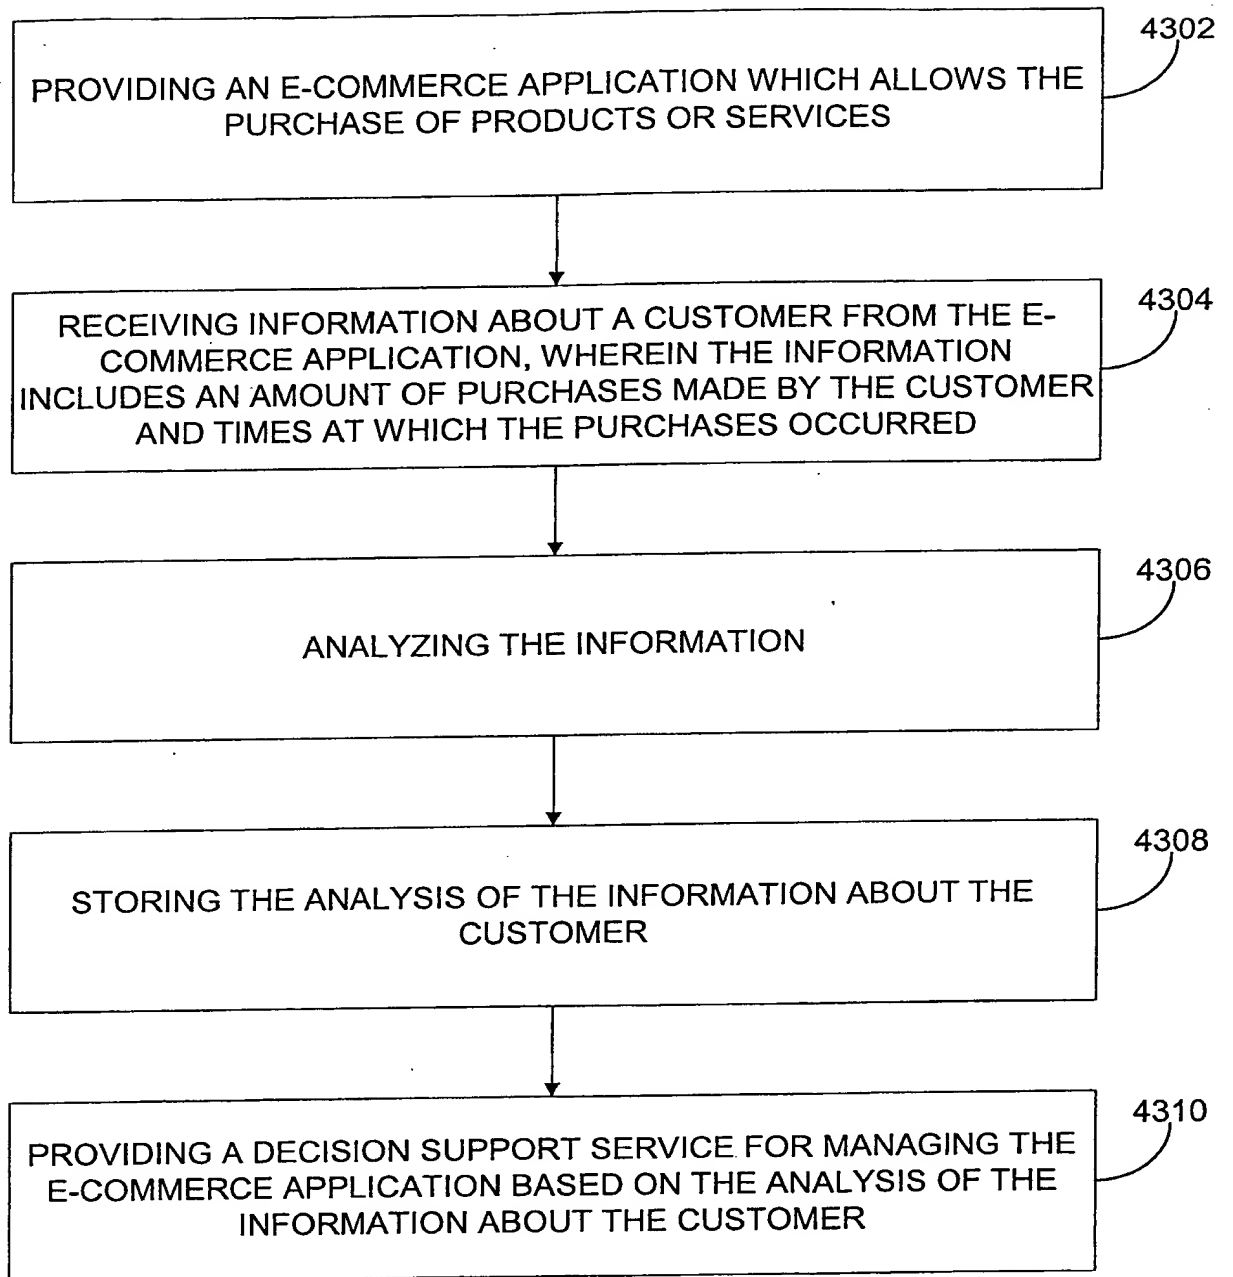 4302
PROVIDING AN E-COMMERCE APPLICATION WHICH ALLOWS THE
PURCHASE OF PRODUCTS OR SERVICES
4304
RECEIVING INFORMATION ABOUT A CUSTOMER FROM THE E-
COMMERCE APPLICATION, WHEREIN THE INFORMATION
INCLUDES AN AMOUNT OF PURCHASES MADE BY THE CUSTOMER
AND TIMES AT WHICH THE PURCHASES OCCURRED
4306
ANALYZING THE INFORMATION
4308
STORING THE ANALYSIS OF THE INFORMATION ABOUT THE
CUSTOMER
4310
PROVIDING A DECISION SUPPORT SERVICE FOR MANAGING THE
E-COMMERCE APPLICATION BASED ON THE ANALYSIS OF THE
INFORMATION ABOUT THE CUSTOMER